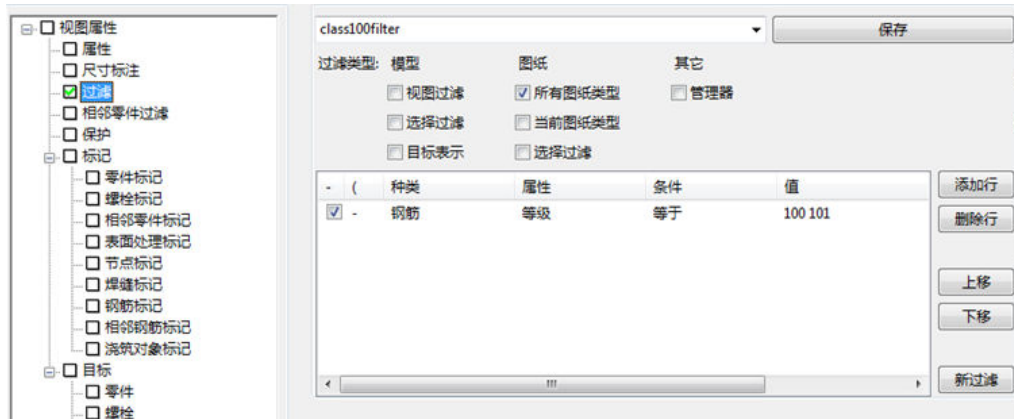 视图属性
属性
尺寸标注
过滤
相邻零件过滤
保护
标记
零件标记
螺栓标记
相邻零件标记
表面处理标记
节点标记
焊缝标记
钢筋标记
相邻钢筋标记
浇筑对象标记
目标
零件
螺栓
class100filter 保存
过滤类型: 模型 图纸 其它
视图过滤 所有图纸类型 管理器
选择过滤 当前图纸类型
目标表示 选择过滤
- ( 种类 属性 条件 值 添加行
- 钢筋 等级 等于 100 101 删除行
上移
下移
新过滤